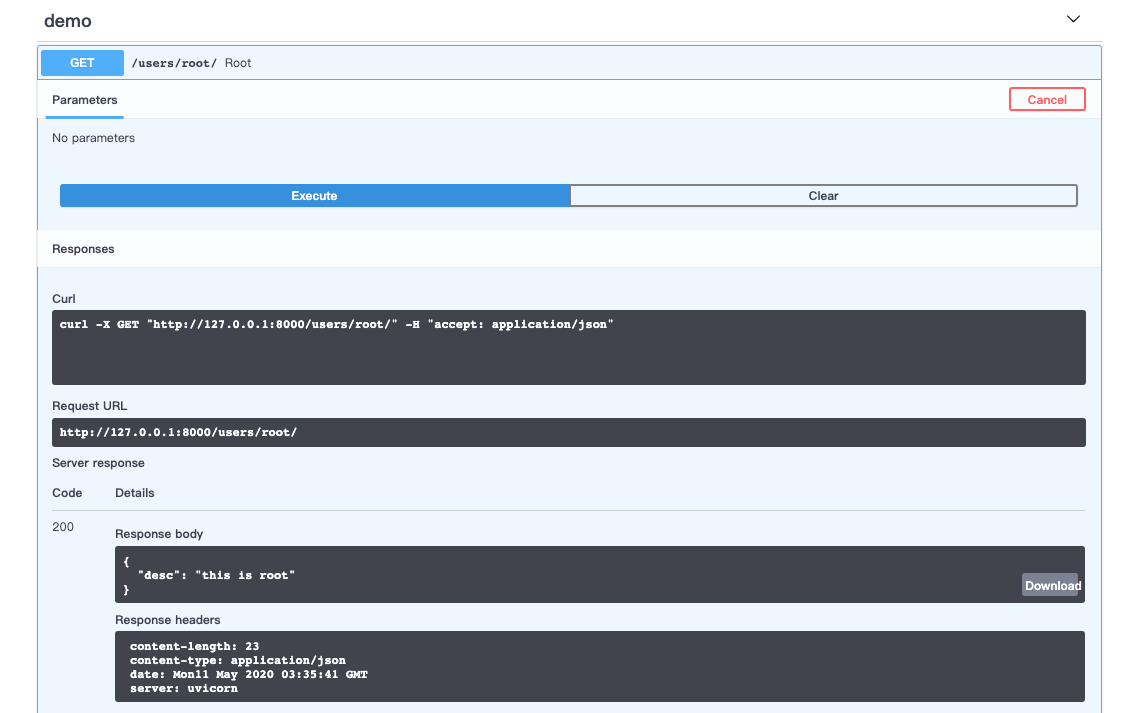 demo
GET /users/root/ Root
Parameters Cancel
No parameters
Execute Clear
Responses
Curl
curl -X GET "http://127.0.0.1:8000/users/root/" -H "accept: application/json"
Request URL
http://127.0.0.1:8000/users/root/
Server response
Code Details
200
Response body
{
"desc": "this is root"
}
Download
Response headers
content-length: 23
content-type: application/json
date: Mon11 May 2020 03:35:41 GMT
server: uvicorn